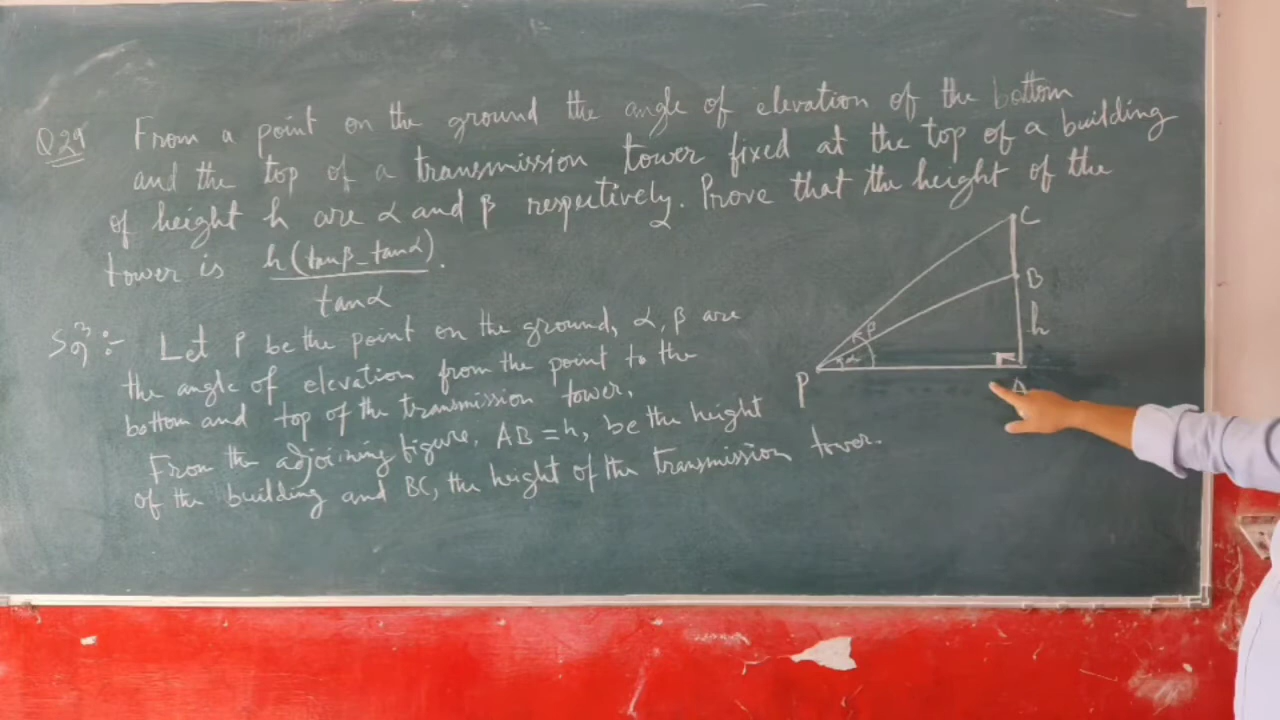 Q29 From a point on the ground the angle of elevation of the bottom
and the top of a transmission tower fixed at the top of a building
of height h are α and β respectively. Prove that the height of the
tower is h(tanβ-tanα)/tanα.
Let P be the point on the ground, α, β are
the angle of elevation from the point to the
bottom and top of the transmission tower.
From the adjoining figure, AB = h, be the height
of the building and BC, the height of the transmission tower.
C
B
h
β
α
P
A